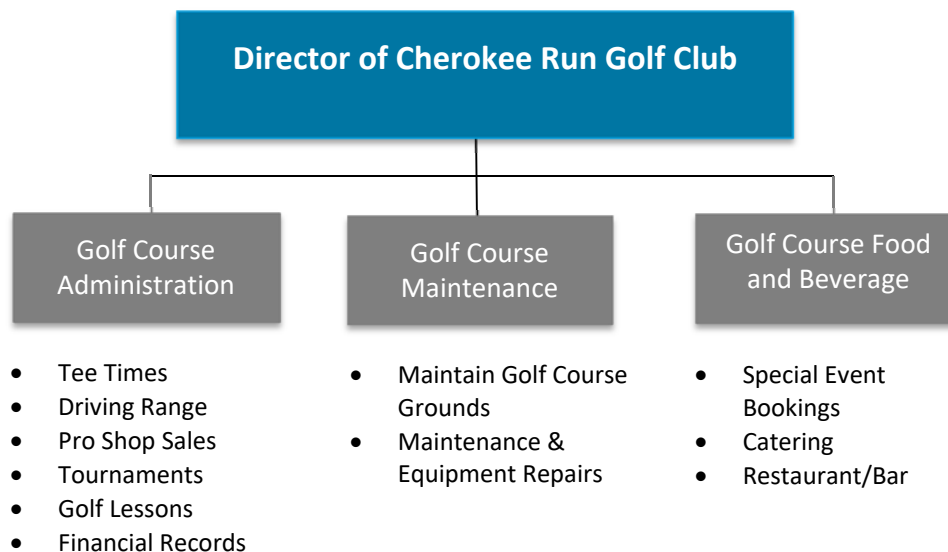 Director of Cherokee Run Golf Club
Golf Course
Administration
Golf Course
Maintenance
Golf Course Food
and Beverage
• Tee Times
• Driving Range
• Pro Shop Sales
• Tournaments
• Golf Lessons
• Financial Records
• Maintain Golf Course
Grounds
• Maintenance &
Equipment Repairs
• Special Event
Bookings
• Catering
• Restaurant/Bar